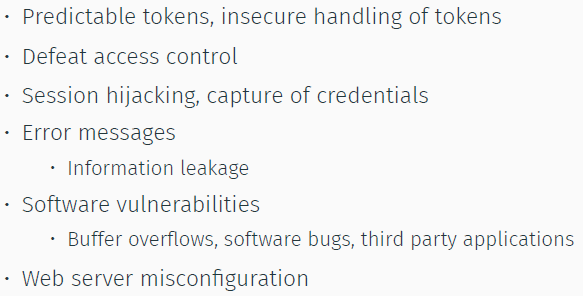 • Predictable tokens, insecure handling of tokens
• Defeat access control
• Session hijacking, capture of credentials
• Error messages
• Information leakage
• Software vulnerabilities
• Buffer overflows, software bugs, third party applications
• Web server misconfiguration